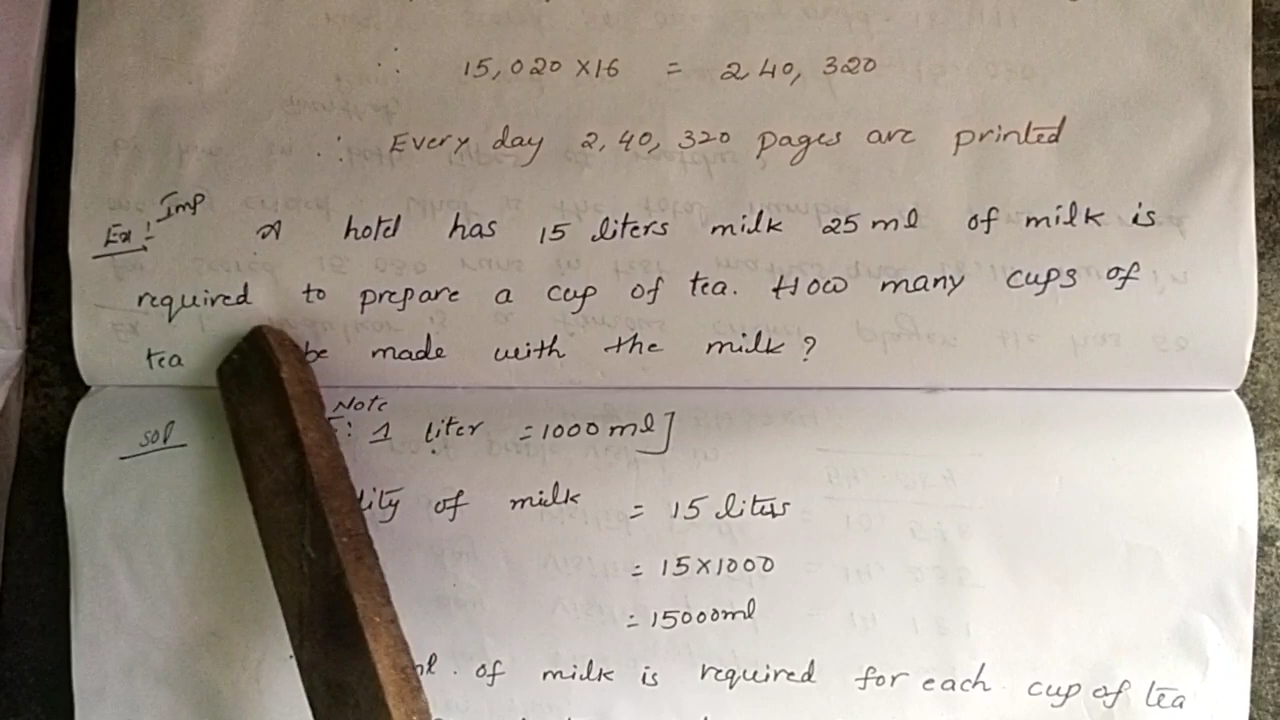 ∴ 15,020 ×16 = 2,40,320
∴ Every day 2,40,320 pages are printed
Ex! Imp A hotel has 15 liters milk 25 ml of milk is
required to prepare a cup of tea. How many cups of
tea be made with the milk?
Note
sol : 1 liter = 1000 ml]
of milk = 15 liters
= 15×1000
= 15000ml
of milk is required for each cup of tea